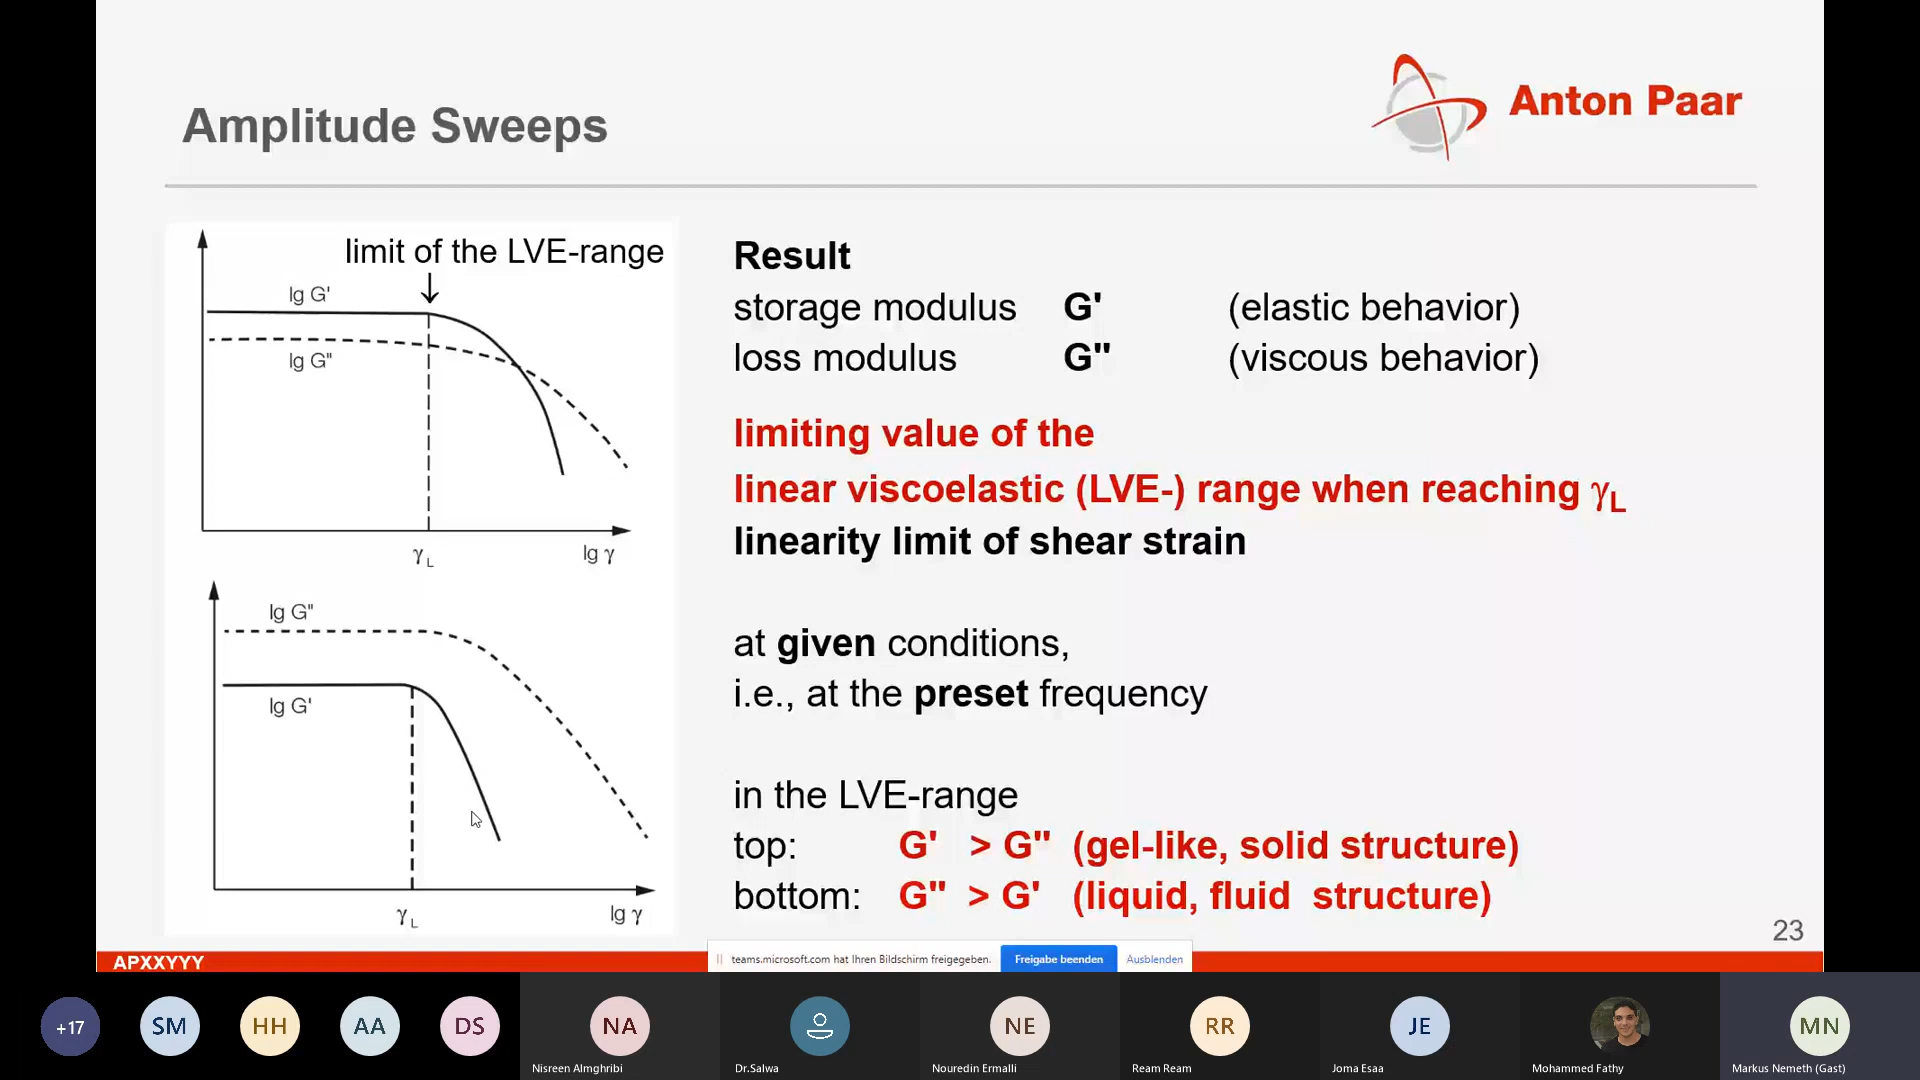 Amplitude Sweeps
Anton Paar
limit of the LVE-range
lg G'
lg G"
γL
lg γ
lg G"
lg G'
γL
lg γ
Result
storage modulus G' (elastic behavior)
loss modulus G" (viscous behavior)
limiting value of the
linear viscoelastic (LVE-) range when reaching γL
linearity limit of shear strain
at given conditions,
i.e., at the preset frequency
in the LVE-range
top: G' > G" (gel-like, solid structure)
bottom: G" > G' (liquid, fluid structure)
23
APXXYYY
teams.microsoft.com hat Ihren Bildschirm freigegeben. Freigabe beenden Ausblenden
+17 SM HH AA DS NA NE RR JE MN
Nisreen Almghribi Dr.Salwa Nouredin Ermalli Ream Ream Joma Esaa Mohammed Fathy Markus Nemeth (Gast)